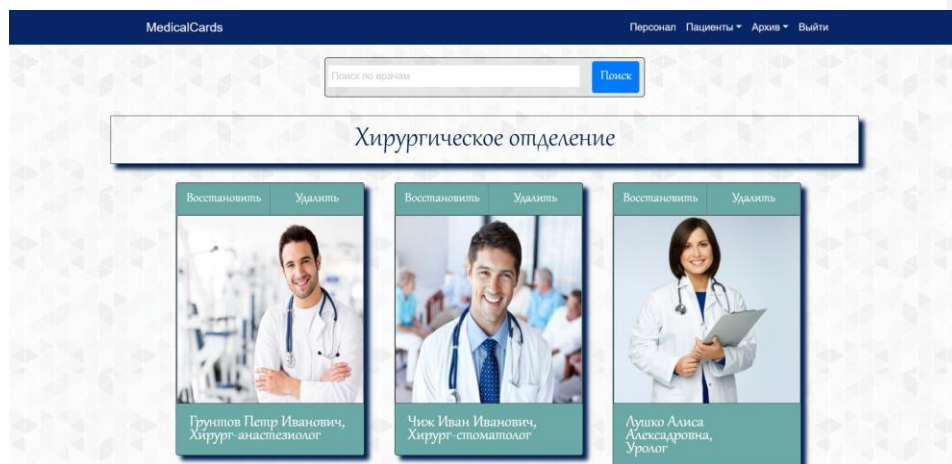 MedicalCards Персонал Пациенты Архив Выйти
Поиск по врачам Поиск
Хирургическое отделение
Восстановить Удалить Восстановить Удалить Восстановить Удалить
Грунтов Петр Иванович,
Хирург-анастезиолог
Чиж Иван Иванович,
Хирург-стоматолог
Лушко Алиса
Алексадровна,
Уролог